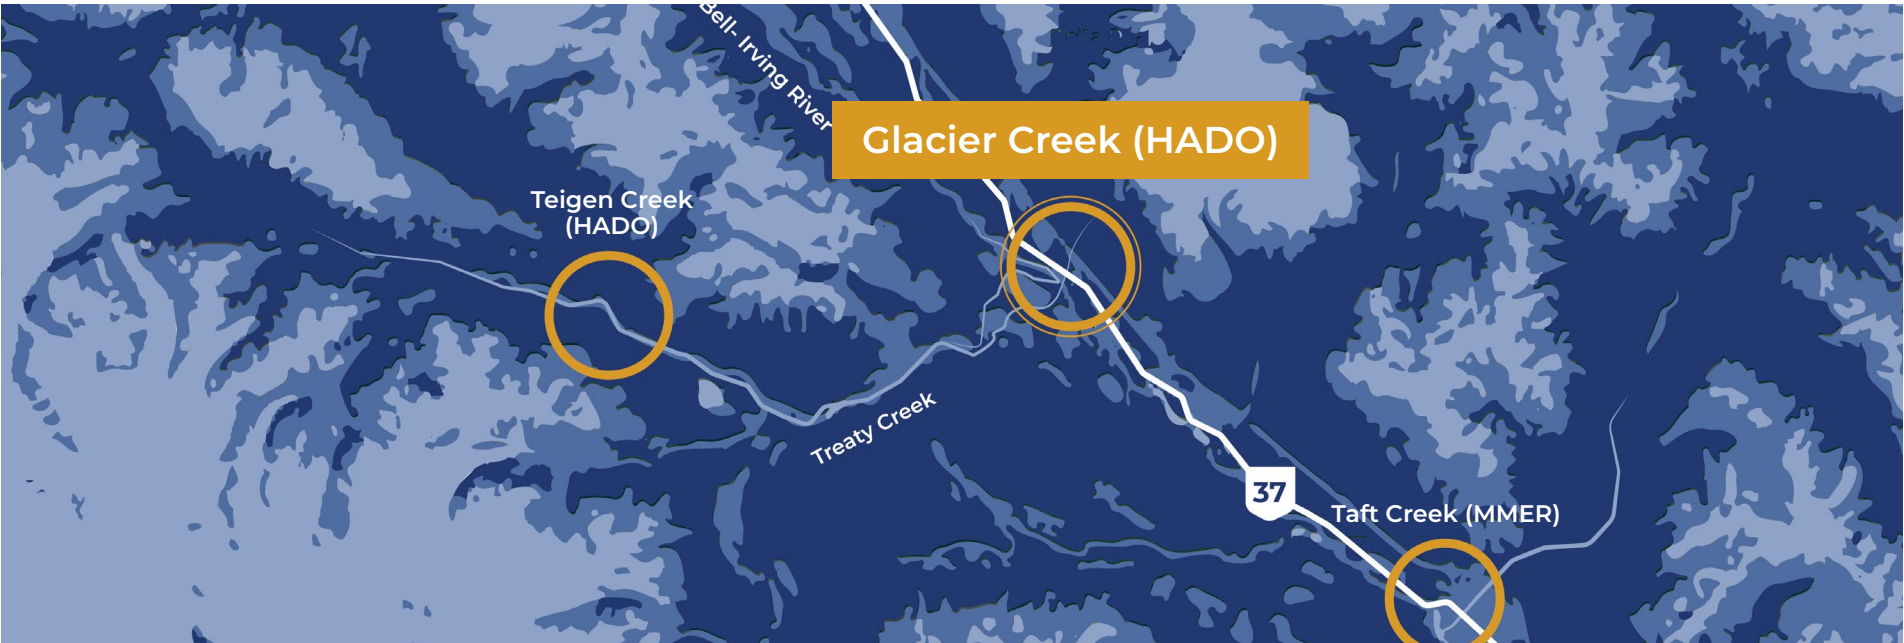 Bell- Irving River
Glacier Creek (HADO)
Teigen Creek
(HADO)
Treaty Creek
37
Taft Creek (MMER)